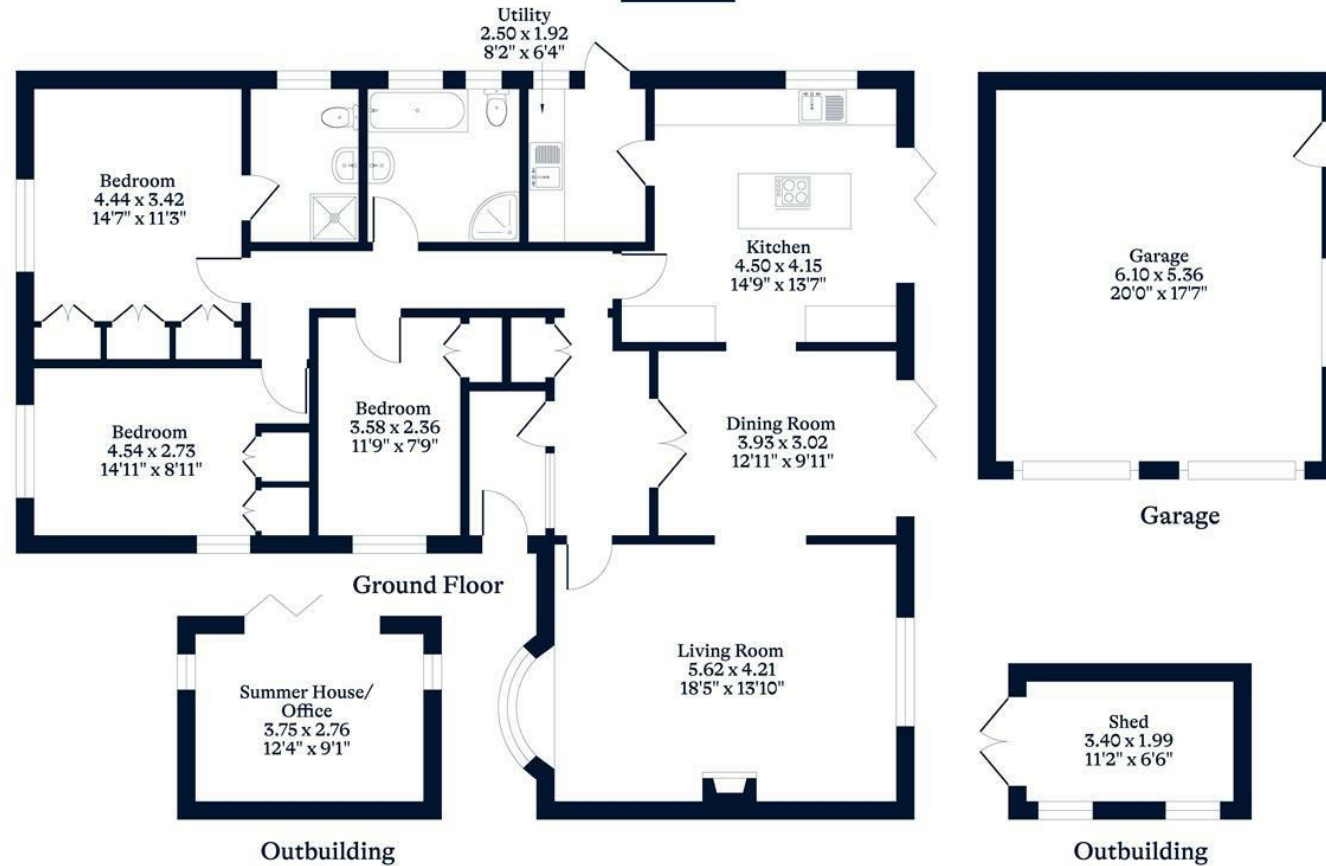 Utility
2.50 x 1.92
8'2" x 6'4"
Bedroom
4.44 x 3.42
14'7" x 11'3"
Kitchen
4.50 x 4.15
14'9" x 13'7"
Garage
6.10 x 5.36
20'0" x 17'7"
Bedroom
4.54 x 2.73
14'11" x 8'11"
Bedroom
3.58 x 2.36
11'9" x 7'9"
Dining Room
3.93 x 3.02
12'11" x 9'11"
Garage
Ground Floor
Summer House/
Office
3.75 x 2.76
12'4" x 9'1"
Living Room
5.62 x 4.21
18'5" x 13'10"
Shed
3.40 x 1.99
11'2" x 6'6"
Outbuilding
Outbuilding